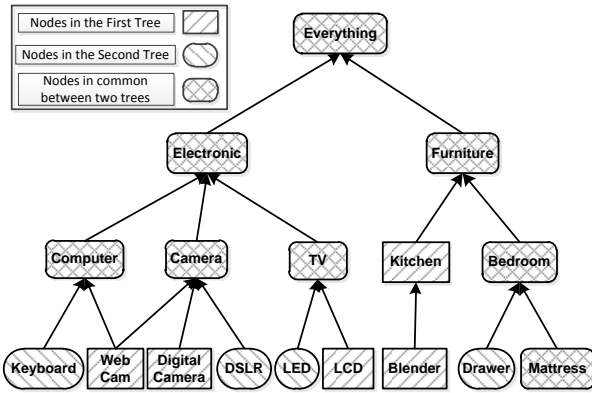 Nodes in the First Tree
Nodes in the Second Tree
Nodes in common
between two trees
Everything
Electronic
Furniture
Computer
Camera
TV
Kitchen
Bedroom
Keyboard
Web
Cam
Digital
Camera
DSLR
LED
LCD
Blender
Drawer
Mattress